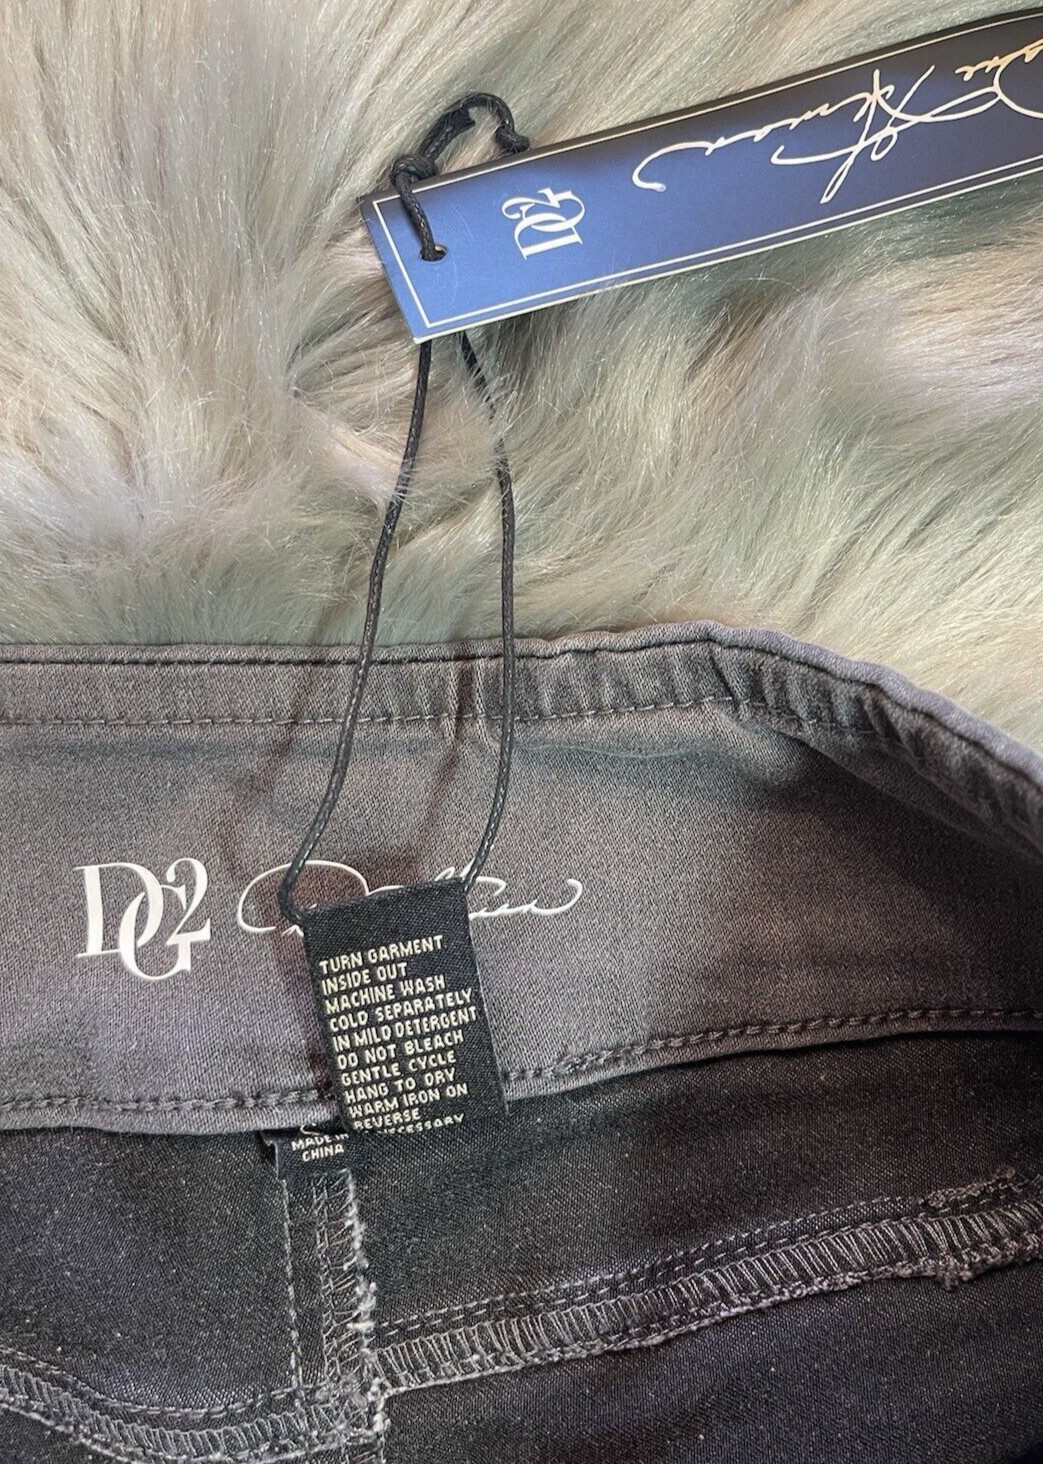 DG2
DG2
TURN GARMENT
INSIDE OUT
MACHINE WASH
COLD SEPARATELY
IN MILD DETERGENT
DO NOT BLEACH
GENTLE CYCLE
HANG TO DRY
WARM IRON ON
REVERSE
MADE IN
CHINA